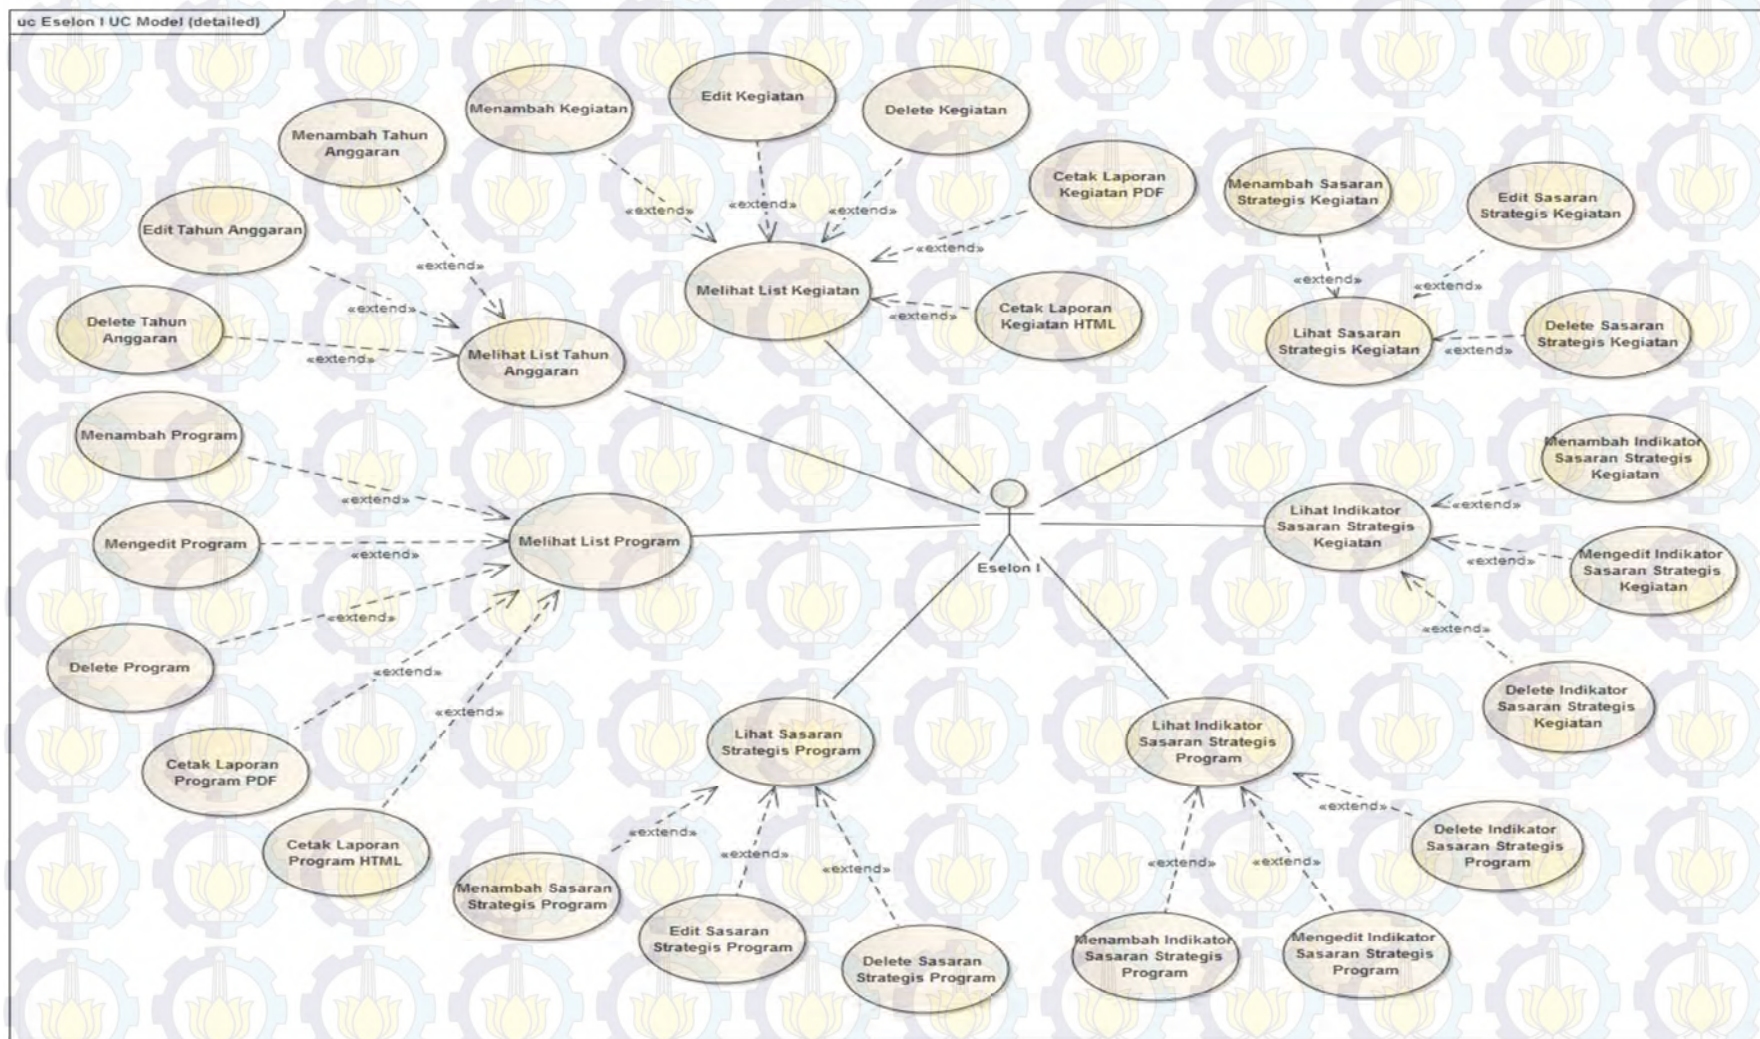 uc Eselon I UC Model (detailed)
Menambah Kegiatan
Edit Kegiatan
Delete Kegiatan
Menambah Tahun
Anggaran
Cetak Laporan
Kegiatan PDF
Menambah Sasaran
Strategis Kegiatan
Edit Sasaran
Strategis Kegiatan
Edit Tahun Anggaran
«extend»
«extend»
«extend»
«extend»
«extend»
«extend»
«extend»
«extend»
Melihat List Kegiatan
Cetak Laporan
Kegiatan HTML
«extend»
«extend»
Delete Tahun
Anggaran
«extend»
Melihat List Tahun
Anggaran
Lihat Sasaran
Strategis Kegiatan
«extend»
Delete Sasaran
Strategis Kegiatan
Menambah Program
«extend»
Menambah Indikator
Sasaran Strategis
Kegiatan
«extend»
Mengedit Program
«extend»
Melihat List Program
Eselon I
Lihat Indikator
Sasaran Strategis
Kegiatan
«extend»
Mengedit Indikator
Sasaran Strategis
Kegiatan
«extend»
«extend»
Delete Program
«extend»
«extend»
Delete Indikator
Sasaran Strategis
Kegiatan
Cetak Laporan
Program PDF
Lihat Sasaran
Strategis Program
Lihat Indikator
Sasaran Strategis
Program
Cetak Laporan
Program HTML
«extend»
«extend»
«extend»
«extend»
«extend»
«extend»
Delete Indikator
Sasaran Strategis
Program
Menambah Sasaran
Strategis Program
Edit Sasaran
Strategis Program
Delete Sasaran
Strategis Program
Menambah Indikator
Sasaran Strategis
Program
Mengedit Indikator
Sasaran Strategis
Program